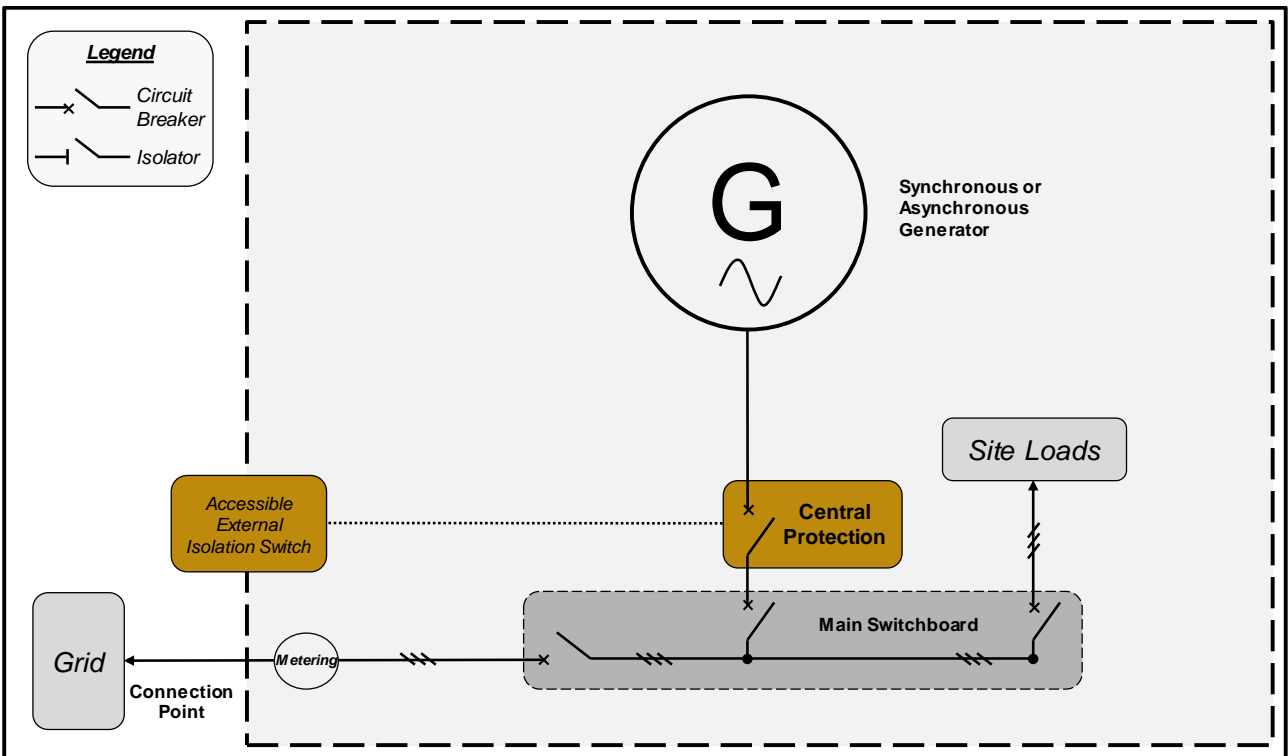 Legend
Circuit
Breaker
Isolator
G
Synchronous or
Asynchronous
Generator
Site Loads
Accessible
External
Isolation Switch
Central
Protection
Main Switchboard
Grid
Metering
Connection
Point